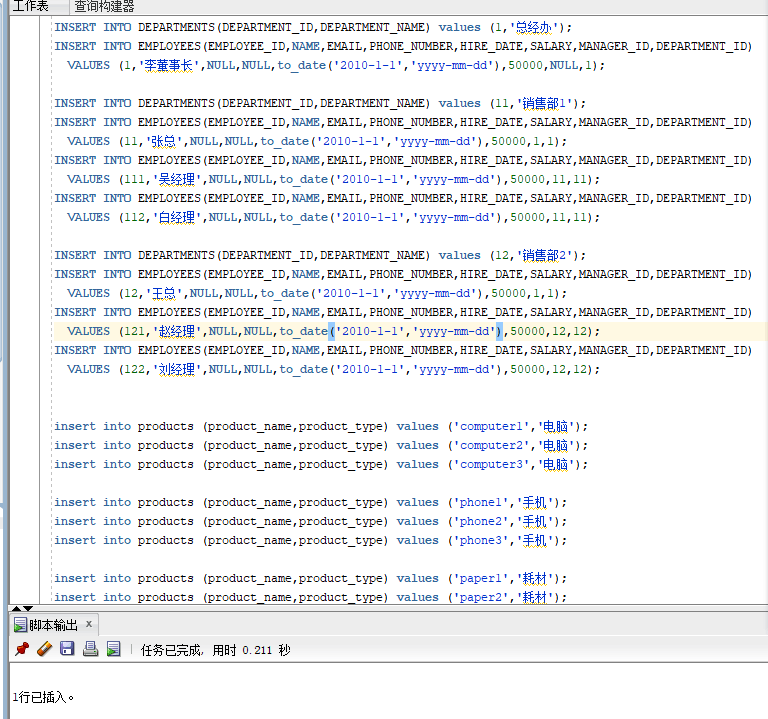 工作表 查询构建器
INSERT INTO DEPARTMENTS(DEPARTMENT_ID,DEPARTMENT_NAME) values (1,'总经办');
INSERT INTO EMPLOYEES(EMPLOYEE_ID,NAME,EMAIL,PHONE_NUMBER,HIRE_DATE,SALARY,MANAGER_ID,DEPARTMENT_ID)
VALUES (1,'李董事长',NULL,NULL,to_date('2010-1-1','yyyy-mm-dd'),50000,NULL,1);
INSERT INTO DEPARTMENTS(DEPARTMENT_ID,DEPARTMENT_NAME) values (11,'销售部1');
INSERT INTO EMPLOYEES(EMPLOYEE_ID,NAME,EMAIL,PHONE_NUMBER,HIRE_DATE,SALARY,MANAGER_ID,DEPARTMENT_ID)
VALUES (11,'张总',NULL,NULL,to_date('2010-1-1','yyyy-mm-dd'),50000,1,1);
INSERT INTO EMPLOYEES(EMPLOYEE_ID,NAME,EMAIL,PHONE_NUMBER,HIRE_DATE,SALARY,MANAGER_ID,DEPARTMENT_ID)
VALUES (111,'吴经理',NULL,NULL,to_date('2010-1-1','yyyy-mm-dd'),50000,11,11);
INSERT INTO EMPLOYEES(EMPLOYEE_ID,NAME,EMAIL,PHONE_NUMBER,HIRE_DATE,SALARY,MANAGER_ID,DEPARTMENT_ID)
VALUES (112,'白经理',NULL,NULL,to_date('2010-1-1','yyyy-mm-dd'),50000,11,11);
INSERT INTO DEPARTMENTS(DEPARTMENT_ID,DEPARTMENT_NAME) values (12,'销售部2');
INSERT INTO EMPLOYEES(EMPLOYEE_ID,NAME,EMAIL,PHONE_NUMBER,HIRE_DATE,SALARY,MANAGER_ID,DEPARTMENT_ID)
VALUES (12,'王总',NULL,NULL,to_date('2010-1-1','yyyy-mm-dd'),50000,1,1);
INSERT INTO EMPLOYEES(EMPLOYEE_ID,NAME,EMAIL,PHONE_NUMBER,HIRE_DATE,SALARY,MANAGER_ID,DEPARTMENT_ID)
VALUES (121,'赵经理',NULL,NULL,to_date('2010-1-1','yyyy-mm-dd'),50000,12,12);
INSERT INTO EMPLOYEES(EMPLOYEE_ID,NAME,EMAIL,PHONE_NUMBER,HIRE_DATE,SALARY,MANAGER_ID,DEPARTMENT_ID)
VALUES (122,'刘经理',NULL,NULL,to_date('2010-1-1','yyyy-mm-dd'),50000,12,12);
insert into products (product_name,product_type) values ('computer1','电脑');
insert into products (product_name,product_type) values ('computer2','电脑');
insert into products (product_name,product_type) values ('computer3','电脑');
insert into products (product_name,product_type) values ('phone1','手机');
insert into products (product_name,product_type) values ('phone2','手机');
insert into products (product_name,product_type) values ('phone3','手机');
insert into products (product_name,product_type) values ('paper1','耗材');
insert into products (product_name,product_type) values ('paper2','耗材');
脚本输出 x
任务已完成, 用时 0.211 秒
1行已插入。